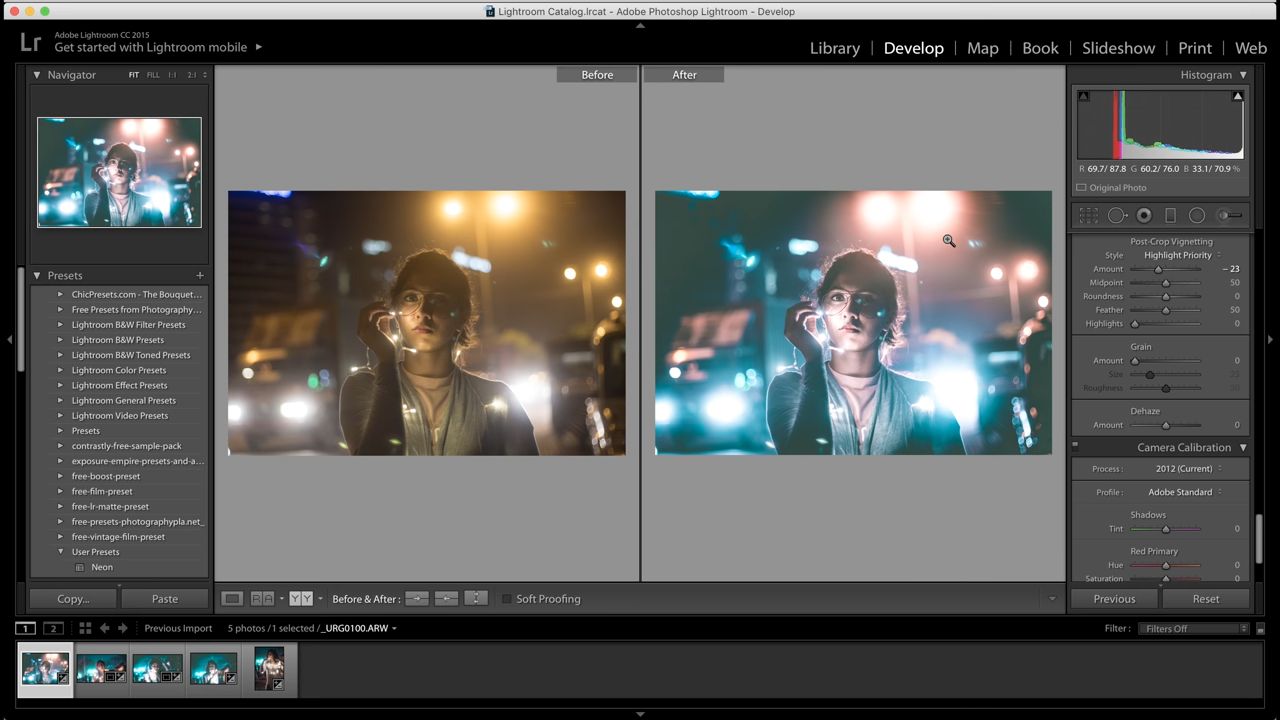 Lightroom Catalog.lrcat - Adobe Photoshop Lightroom - Develop
Lr
Adobe Lightroom CC 2015
Get started with Lightroom mobile
Library | Develop | Map | Book | Slideshow | Print | Web
Navigator FIT FILL 1:1 2:1
Before
After
Histogram
R 69.7/ 87.8 G 60.2/ 76.0 B 33.1/ 70.9 %
Original Photo
Post-Crop Vignetting
Style Highlight Priority
Amount – 23
Midpoint 50
Roundness 0
Feather 50
Highlights 0
Grain
Amount 0
Size 25
Roughness 50
Dehaze
Amount 0
Camera Calibration
Process : 2012 (Current)
Profile : Adobe Standard
Shadows
Tint 0
Red Primary
Hue 0
Saturation 0
Previous
Reset
Presets +
ChicPresets.com - The Bouquet...
Free Presets from Photography...
Lightroom B&W Filter Presets
Lightroom B&W Presets
Lightroom B&W Toned Presets
Lightroom Color Presets
Lightroom Effect Presets
Lightroom General Presets
Lightroom Video Presets
Presets
contrastly-free-sample-pack
exposure-empire-presets-and-a...
free-boost-preset
free-film-preset
free-lr-matte-preset
free-presets-photographypla.net_
free-vintage-film-preset
User Presets
Neon
Copy...
Paste
RA
YY
Before & After :
Soft Proofing
1 2 Previous Import 5 photos /1 selected /_URG0100.ARW
Filter : Filters Off